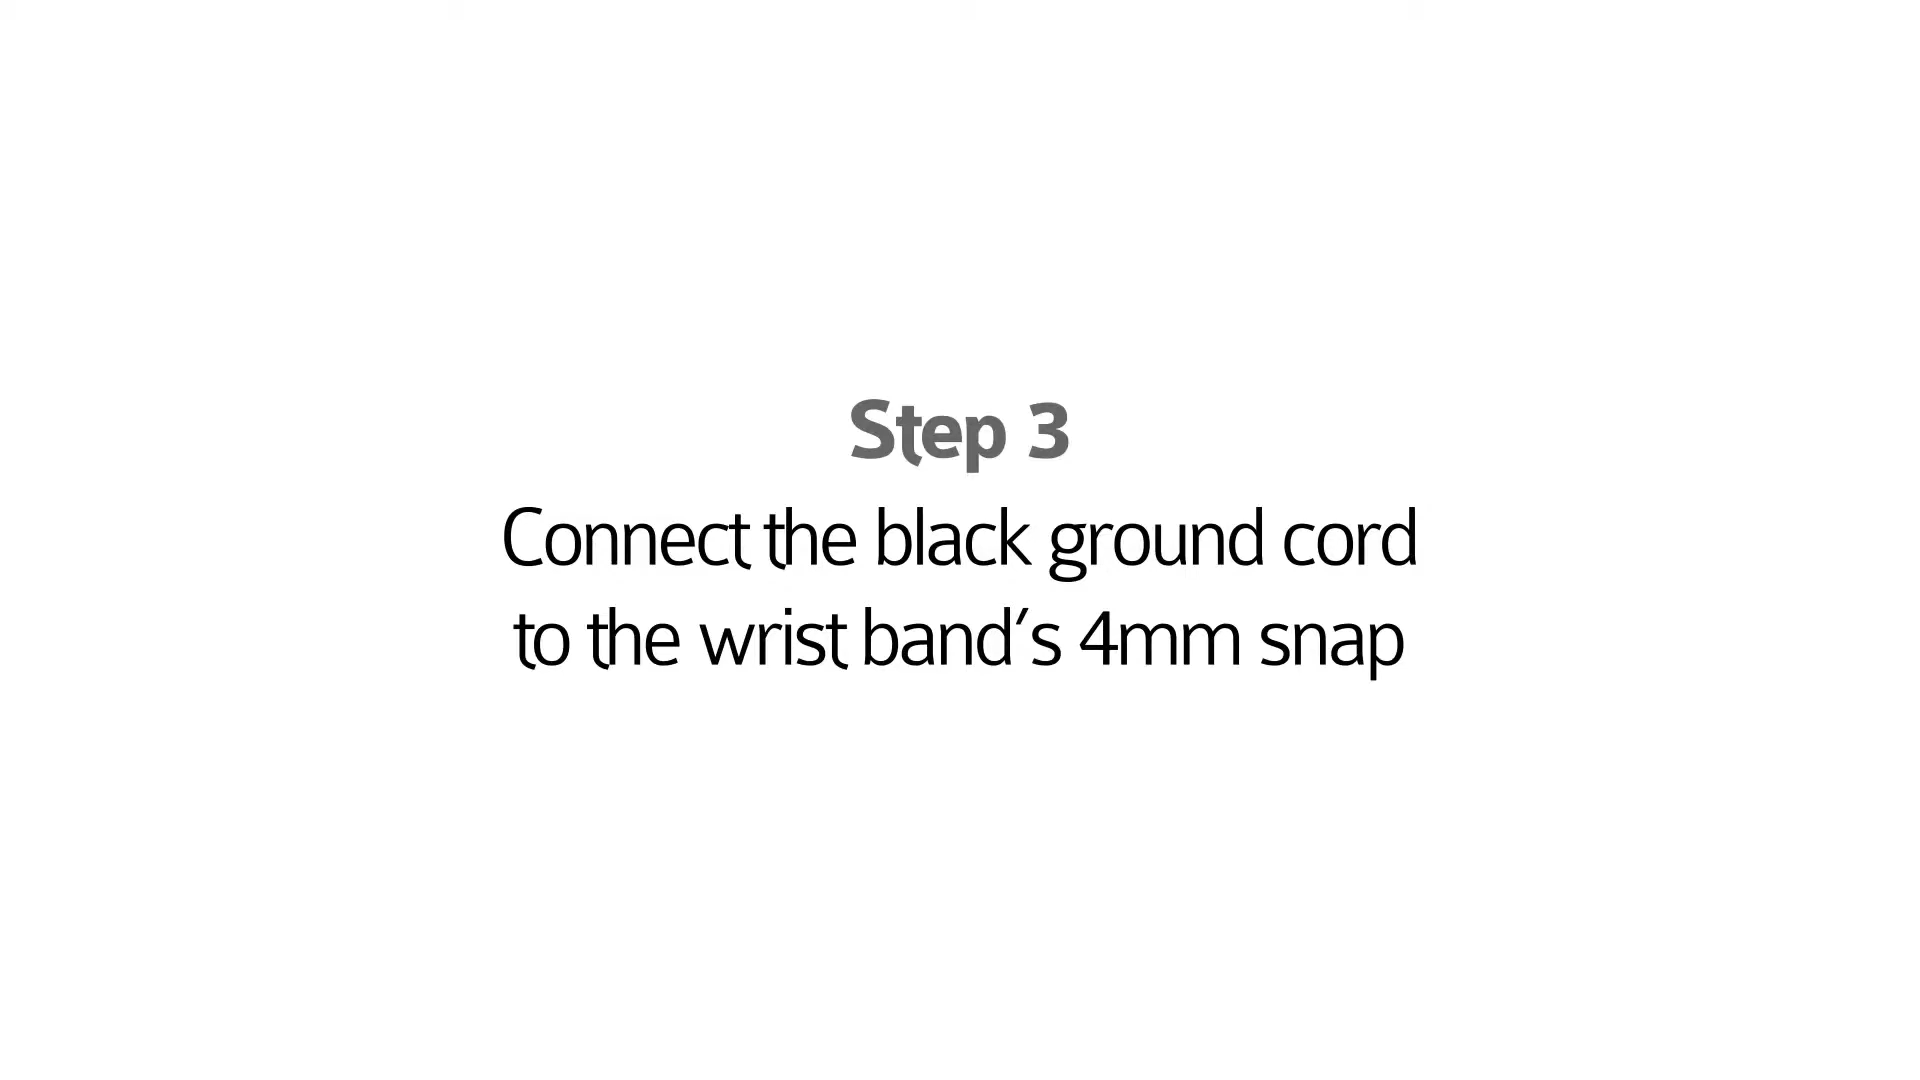 Step 3
Connect the black ground cord
to the wrist band's 4mm snap